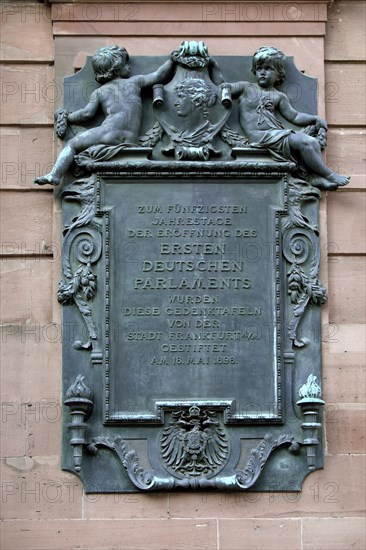 ZUM FÜNFZIGSTEN
JAHRESTAGE
DER ERÖFFNUNG DES
ERSTEN
DEUTSCHEN
PARLAMENTS
WURDEN
DIESE GEDENKTAFELN
VON DER
STADT FRANKFURT A/M
GESTIFTET
AM 18. MAI 1898.